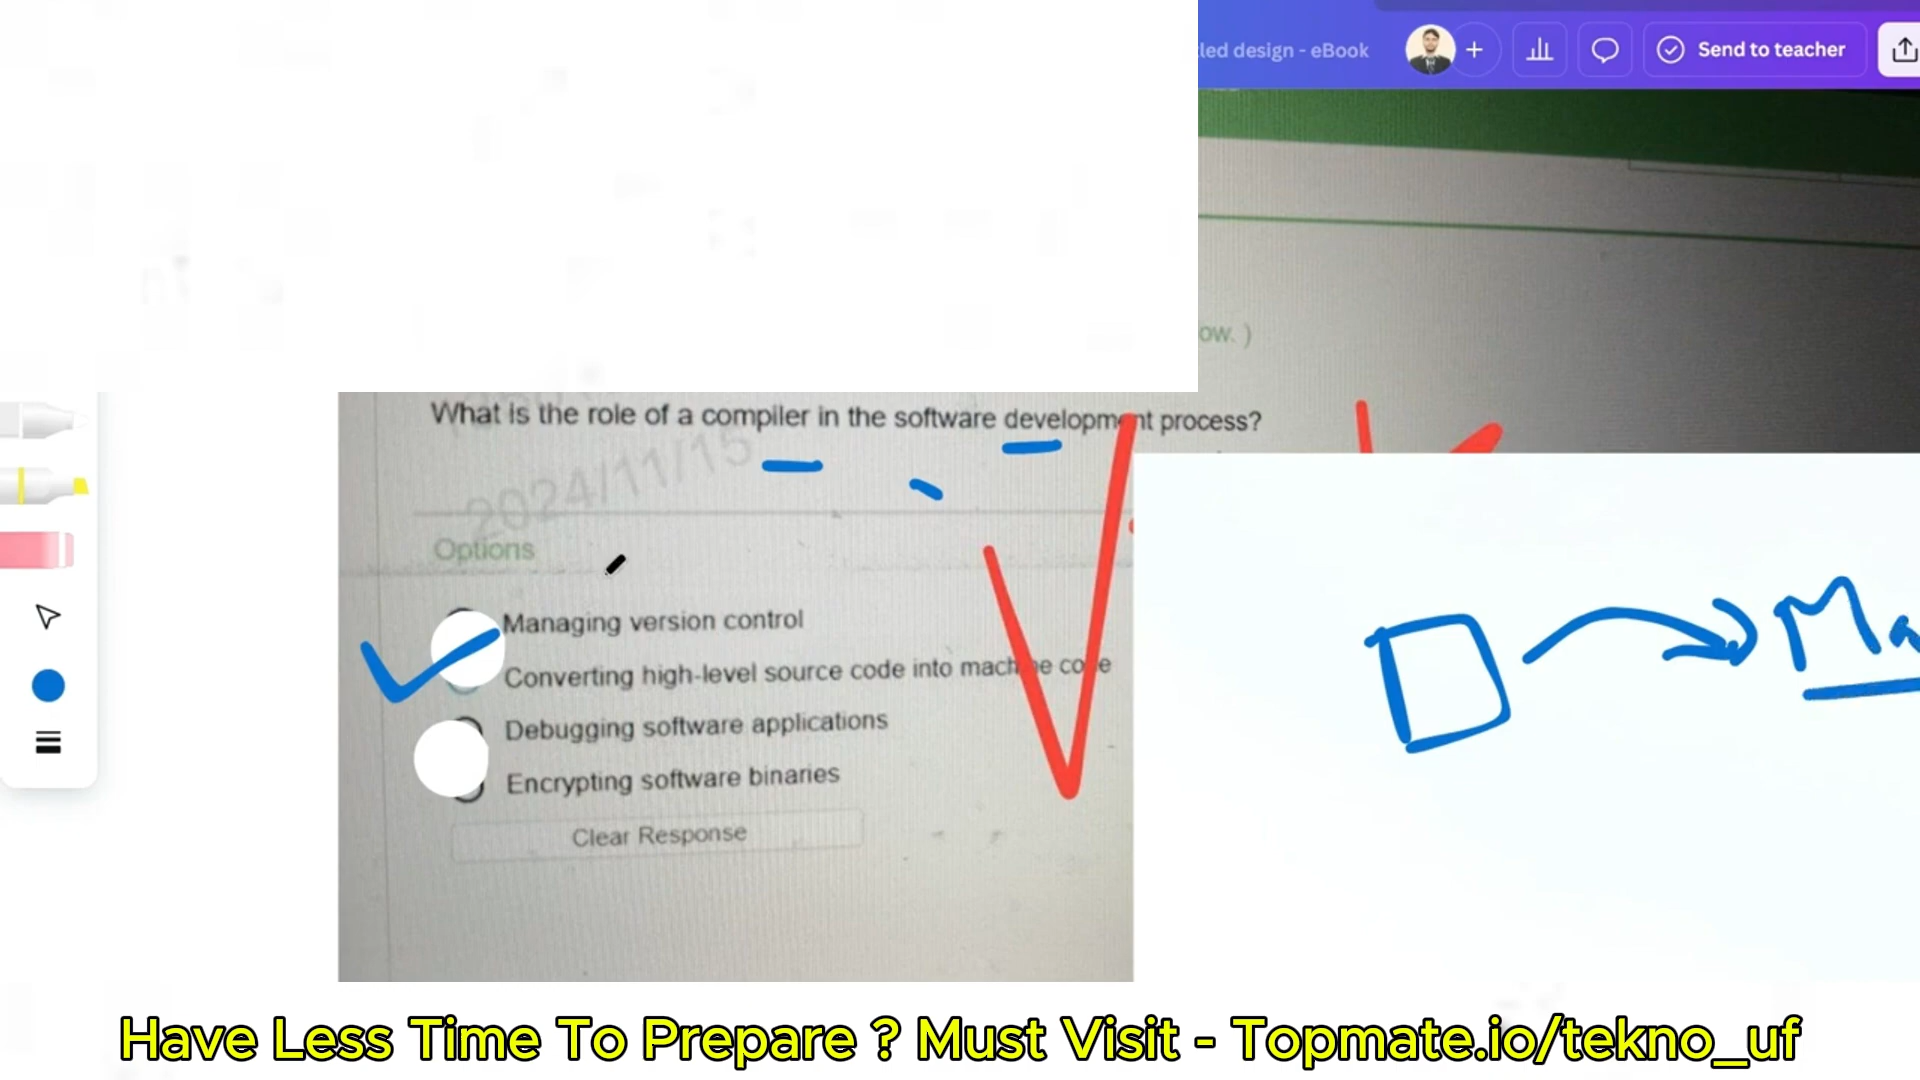 led design - eBook
Send to teacher
ow. )
What is the role of a compiler in the software development process?
2024/11/15
Options
Managing version control
Converting high-level source code into machine code
Debugging software applications
Encrypting software binaries
Clear Response
Ma
Have Less Time To Prepare ? Must Visit - Topmate.io/tekno_uf